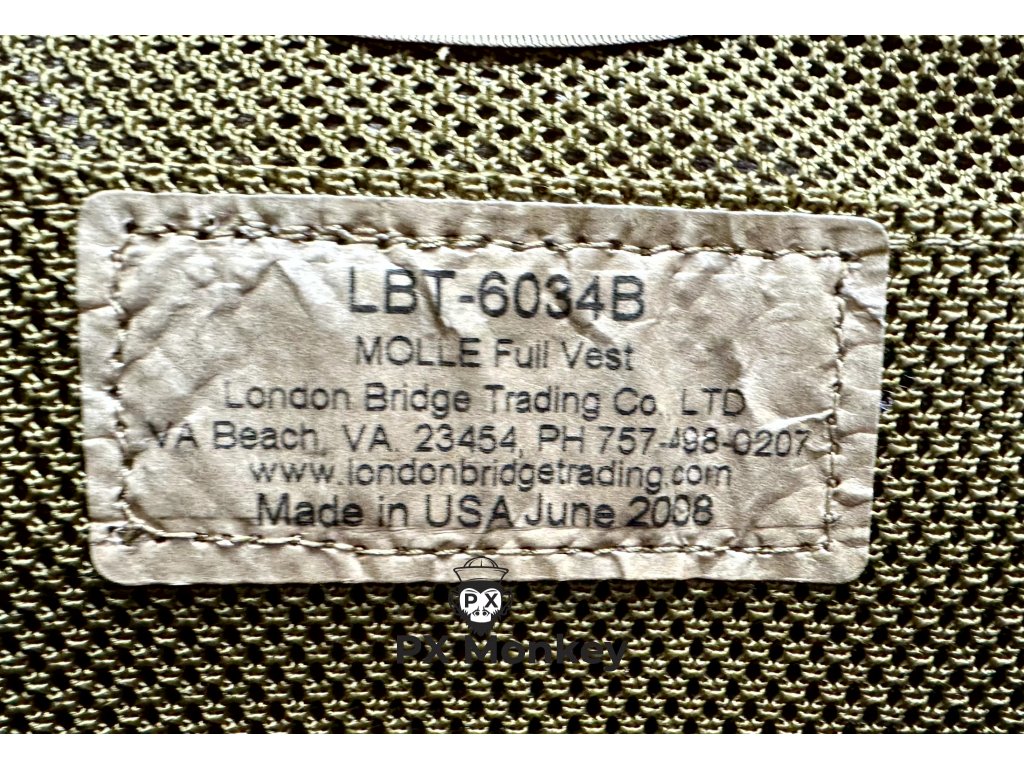 LBT-6034B
MOLLE Full Vest
London Bridge Trading Co., LTD
VA Beach, VA. 23454, PH 757-498-0207
www.londonbridgetrading.com
Made in USA June 2008
PX
PX Monkey